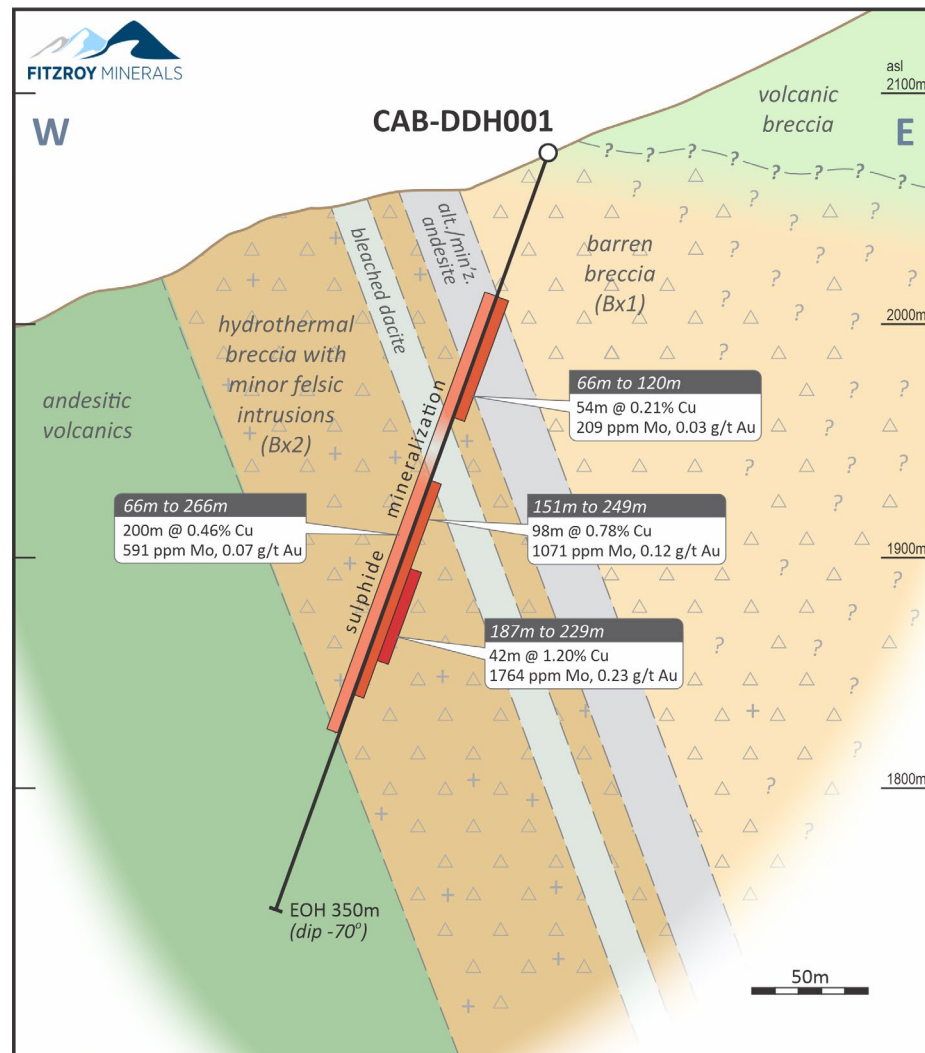 FITZROY MINERALS
W
CAB-DDH001
asl
2100m
E
volcanic
breccia
? ? ? ? ? ? ?
bleached dacite
alt./min'z.
andesite
barren
breccia
(Bx1)
2000m
hydrothermal
breccia with
minor felsic
intrusions
(Bx2)
andesitic
volcanics
sulphide mineralization
66m to 120m
54m @ 0.21% Cu
209 ppm Mo, 0.03 g/t Au
66m to 266m
200m @ 0.46% Cu
591 ppm Mo, 0.07 g/t Au
151m to 249m
98m @ 0.78% Cu
1071 ppm Mo, 0.12 g/t Au
1900m
187m to 229m
42m @ 1.20% Cu
1764 ppm Mo, 0.23 g/t Au
1800m
EOH 350m
(dip -70°)
50m